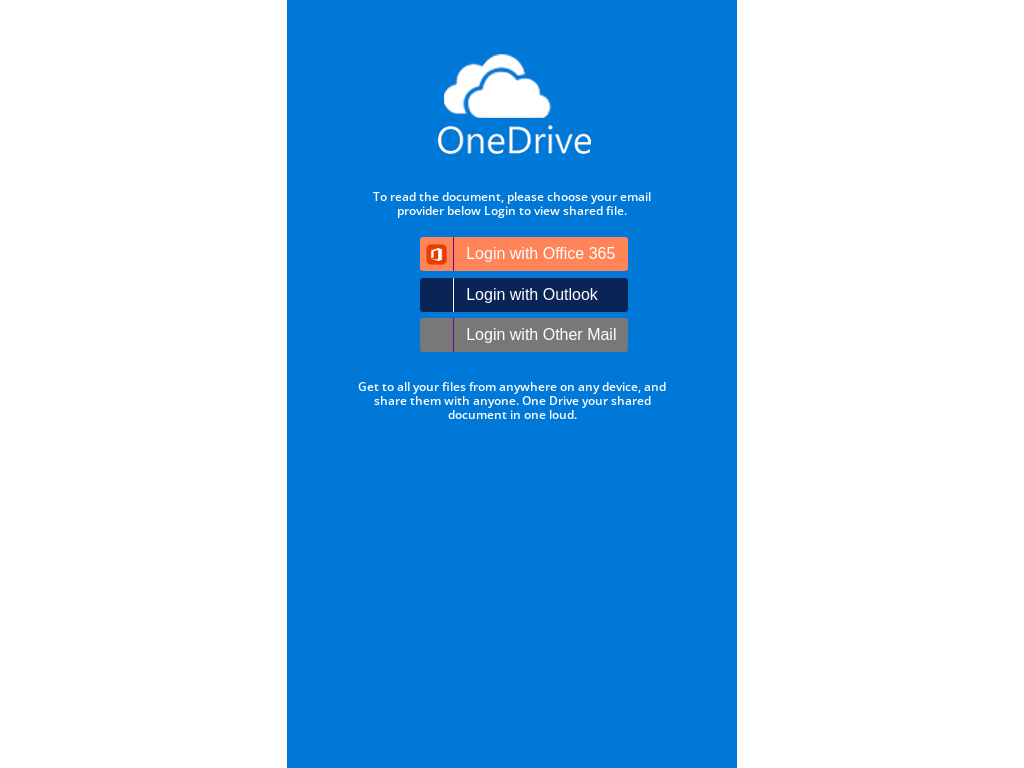 OneDrive
To read the document, please choose your email
provider below Login to view shared file.
Login with Office 365
Login with Outlook
Login with Other Mail
Get to all your files from anywhere on any device, and
share them with anyone. One Drive your shared
document in one loud.